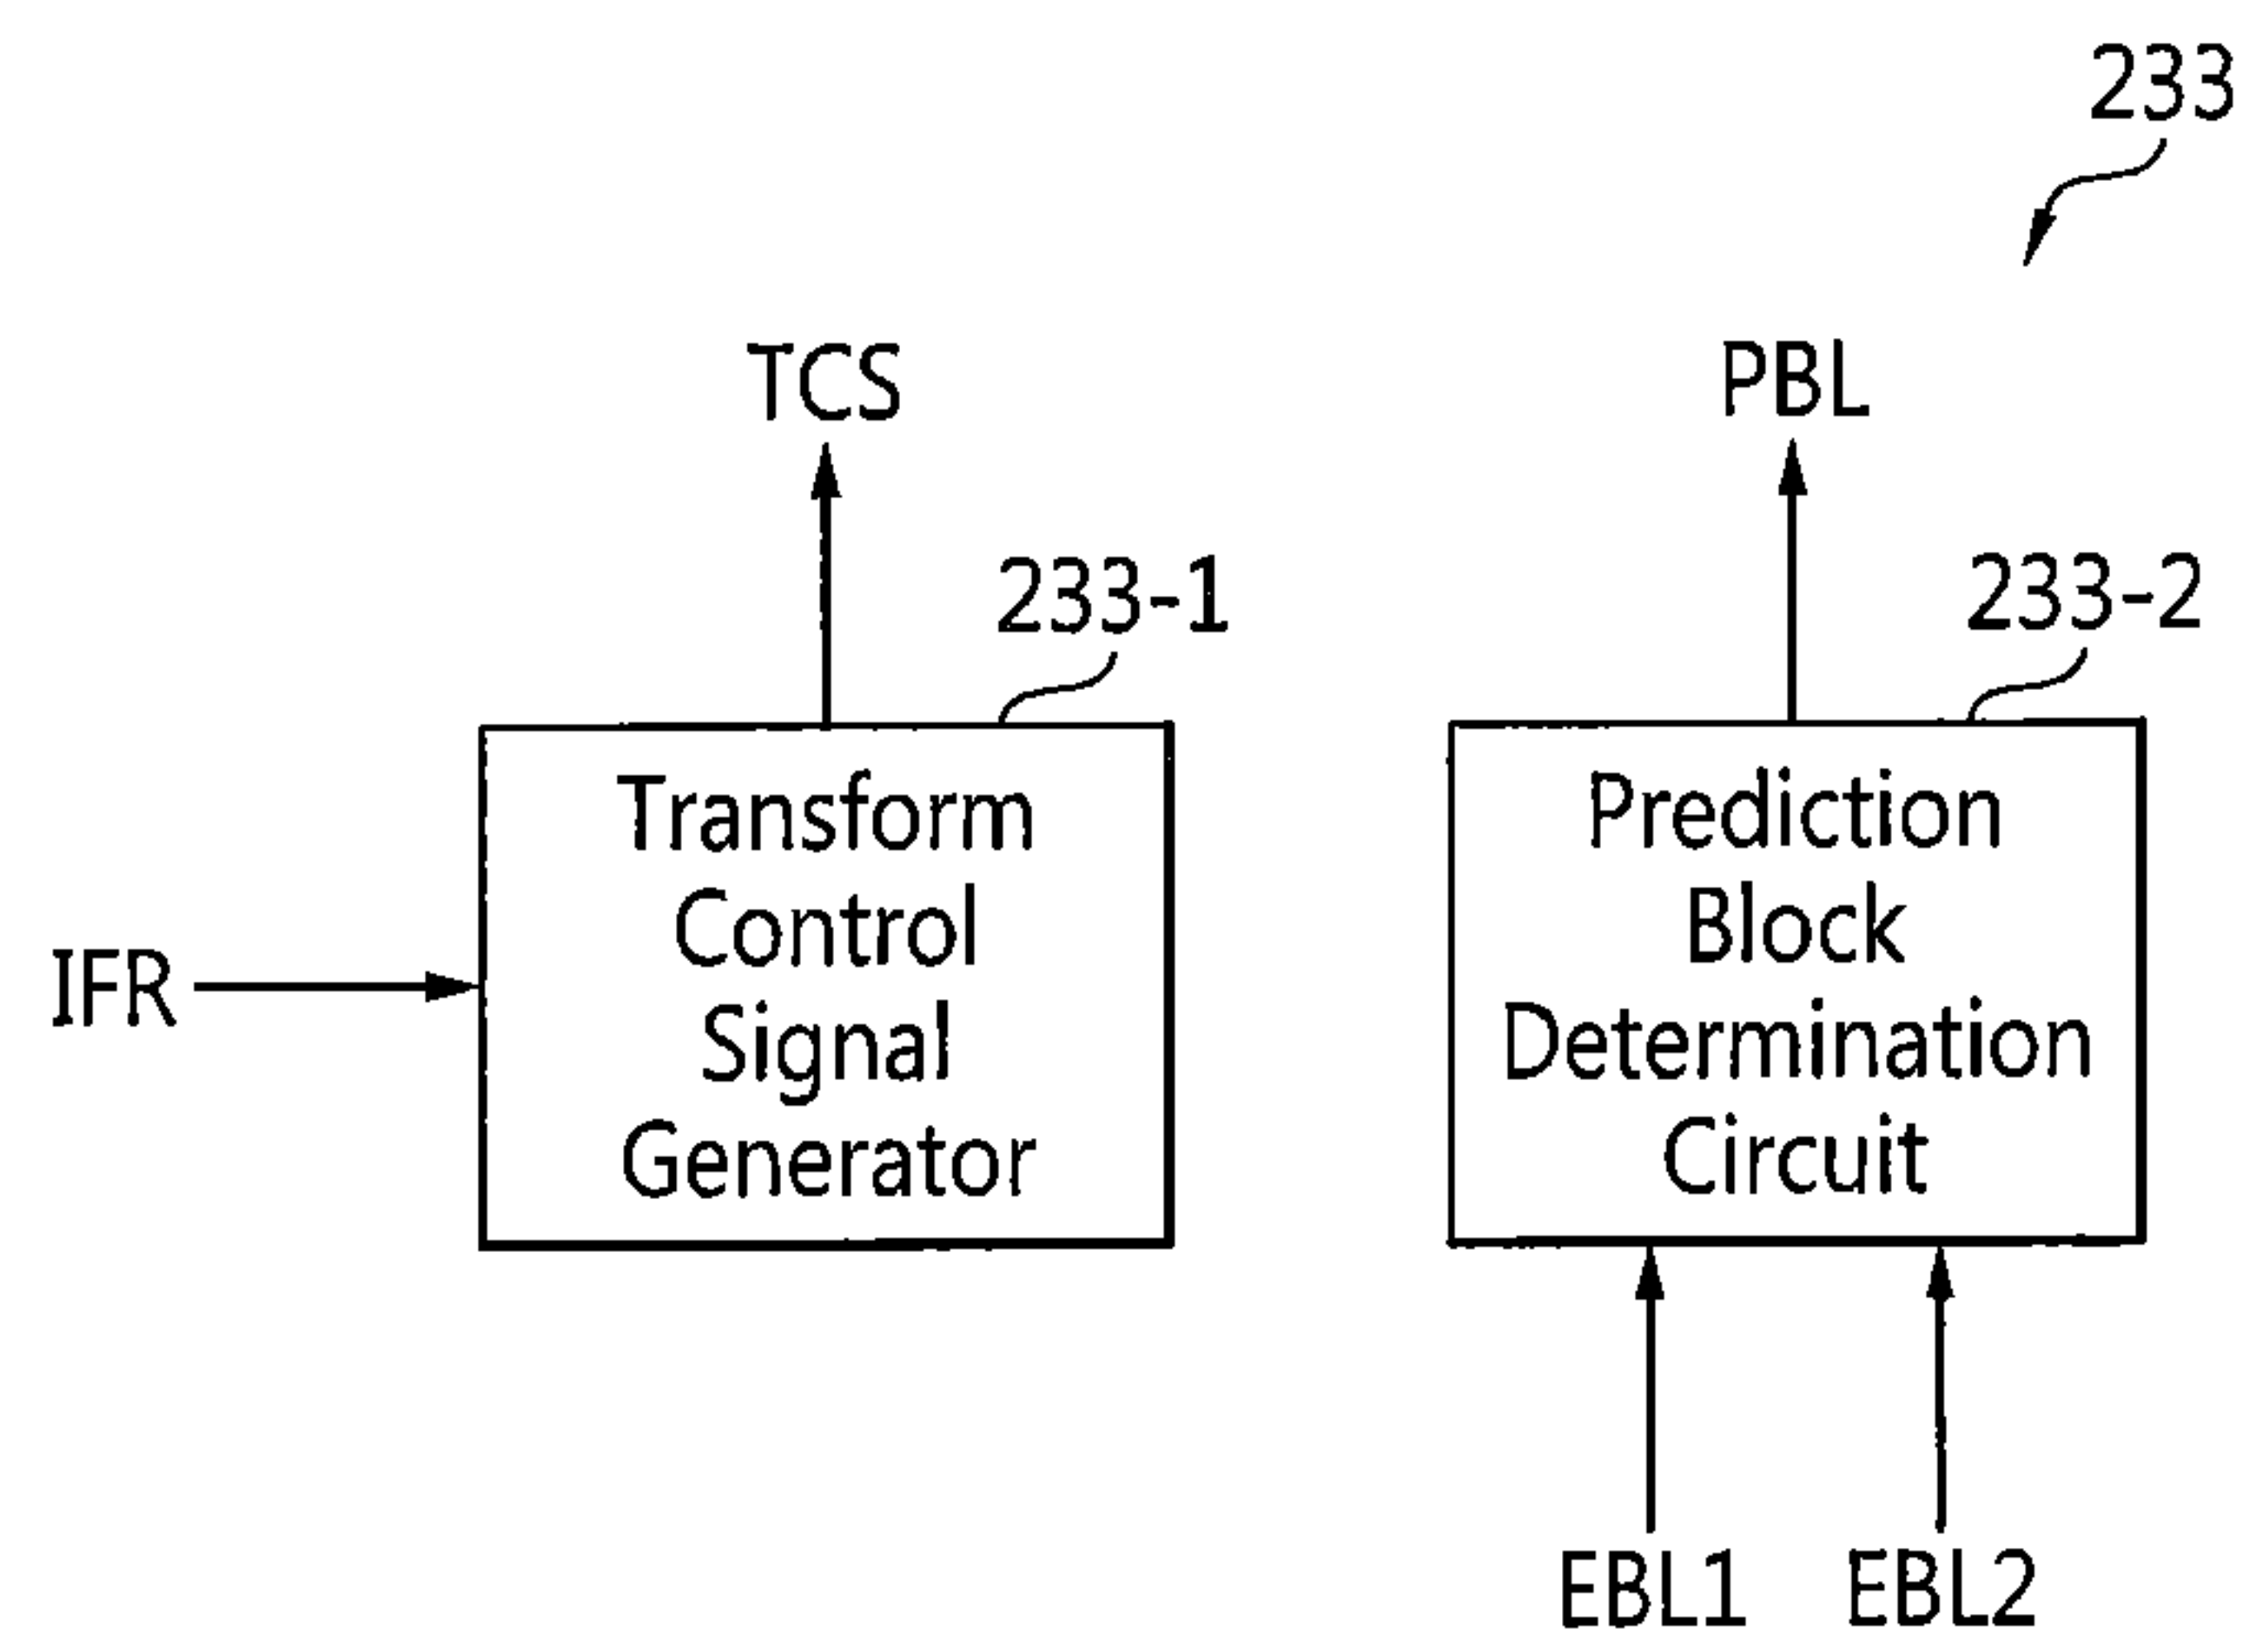 233
TCS
PBL
233-1
233-2
Transform
Control
Signal
Generator
IFR
Prediction
Block
Determination
Circuit
EBL1
EBL2